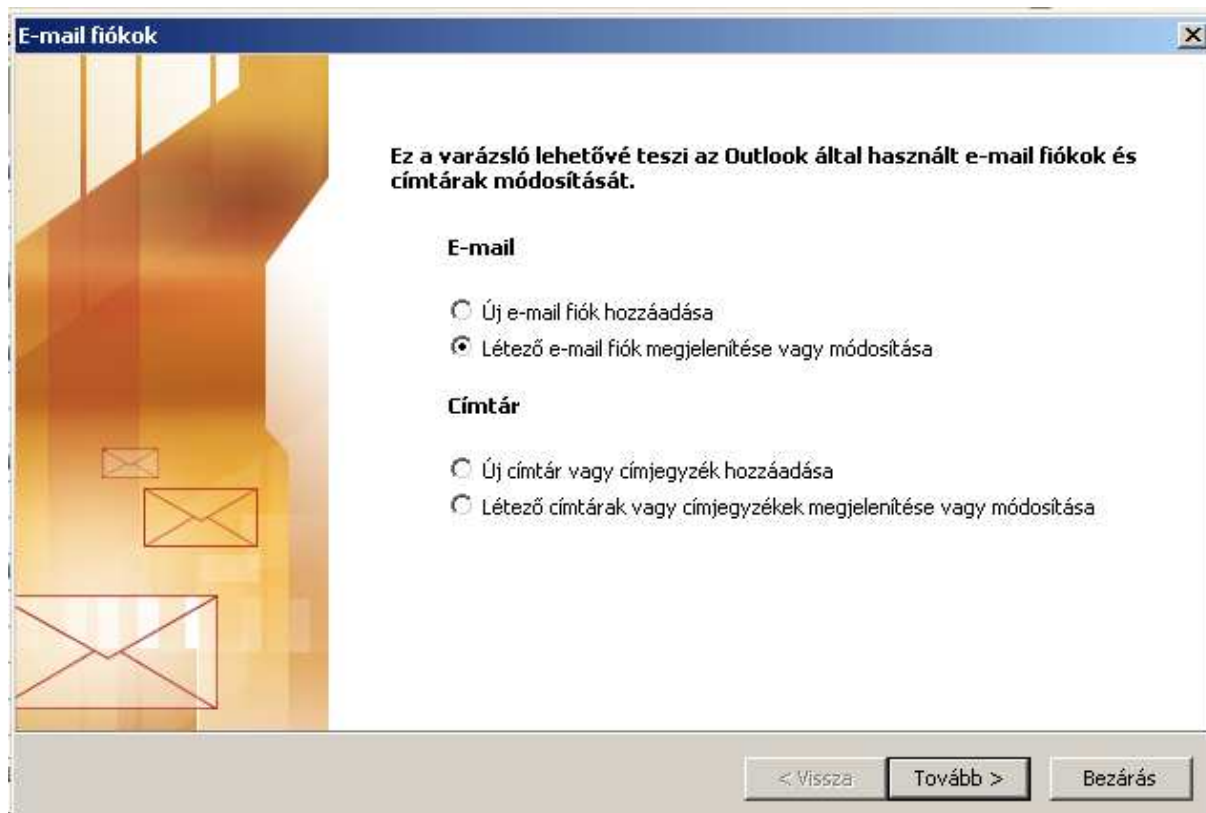 E-mail fiókok
Ez a varázsló lehetővé teszi az Outlook által használt e-mail fiókok és
címtárak módosítását.
E-mail
Új e-mail fiók hozzáadása
Létező e-mail fiók megjelenítése vagy módosítása
Címtár
Új címtár vagy címjegyzék hozzáadása
Létező címtárak vagy címjegyzékek megjelenítése vagy módosítása
< Vissza
Tovább >
Bezárás